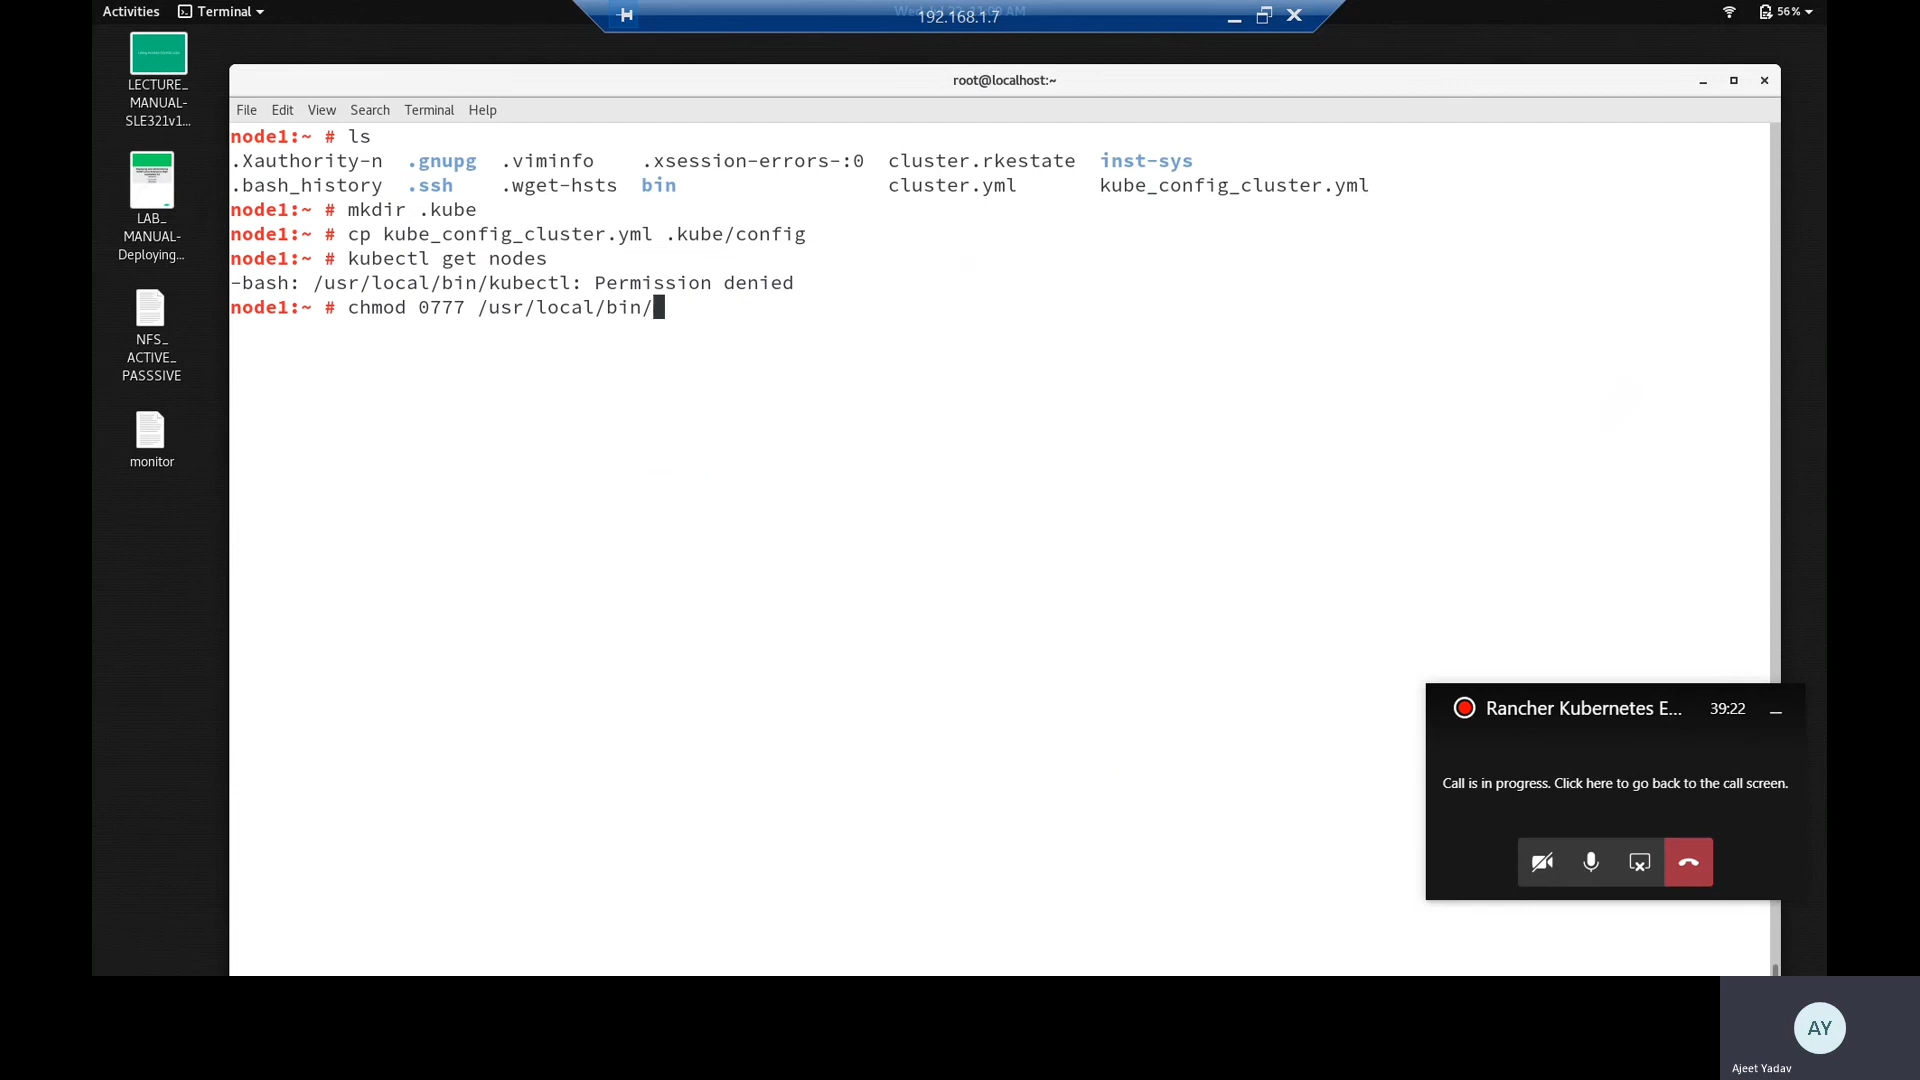 Activities
Terminal
192.168.1.7
56%
LECTURE_
MANUAL-
SLE321v1...
LAB_
MANUAL-
Deploying...
NFS_
ACTIVE_
PASSSIVE
monitor
root@localhost:~
File Edit View Search Terminal Help
node1:~ # ls
.Xauthority-n .gnupg .viminfo .xsession-errors-:0 cluster.rkestate inst-sys
.bash_history .ssh .wget-hsts bin cluster.yml kube_config_cluster.yml
node1:~ # mkdir .kube
node1:~ # cp kube_config_cluster.yml .kube/config
node1:~ # kubectl get nodes
-bash: /usr/local/bin/kubectl: Permission denied
node1:~ # chmod 0777 /usr/local/bin/
Rancher Kubernetes E... 39:22
Call is in progress. Click here to go back to the call screen.
AY
Ajeet Yadav